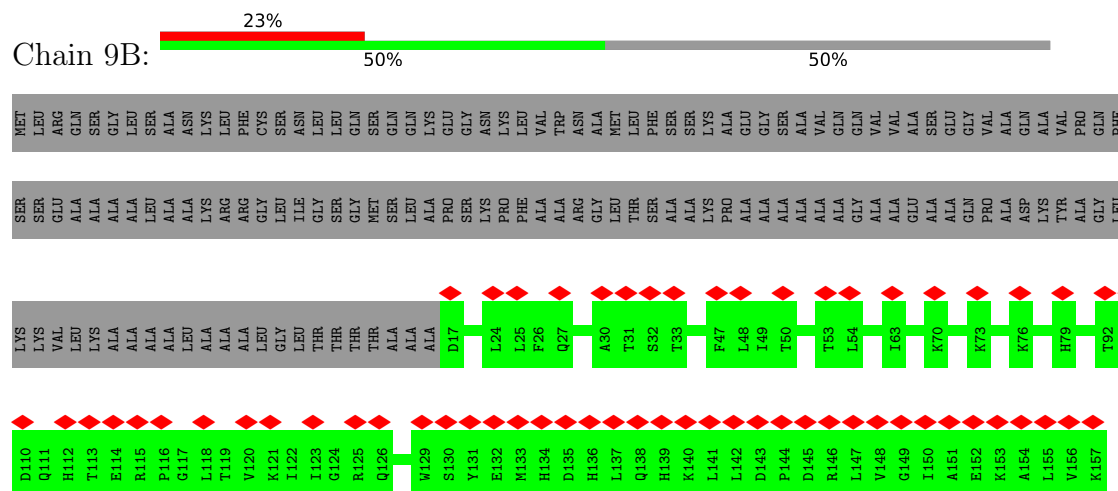 23%
Chain 9B:
50% 50%
MET LEU ARG GLN SER GLY LEU SER ALA ASN LYS LEU PHE CYS SER ASN LEU LEU GLN SER GLN GLN LYS GLU GLY ASN LYS LEU VAL TRP ASN ALA MET LEU PHE SER SER LYS ALA GLU GLY SER ALA VAL GLN GLN VAL VAL ALA SER GLU GLY VAL ALA GLN ALA VAL PRO GLN PHE
SER SER GLU ALA ALA ALA ALA LEU ALA ALA LYS ARG ARG GLY LEU ILE GLY SER GLY MET SER LEU ALA PRO SER LYS PRO PHE ALA ALA ARG GLY LEU THR SER ALA ALA LYS PRO ALA ALA ALA ALA ALA GLY ALA ALA GLU ALA ALA GLN PRO ALA ASP LYS TYR ALA GLY LEU
LYS LYS VAL LEU LYS ALA ALA ALA ALA LEU ALA ALA ALA LEU GLY LEU THR THR THR THR ALA ALA ALA D17 L24 L25 F26 Q27 A30 T31 S32 T33 F47 L48 I49 T50 T53 L54 I63 K70 K73 K76 H79 T92
D110 Q111 H112 T113 E114 R115 P116 G117 L118 T119 V120 K121 I122 I123 G124 R125 Q126 W129 S130 Y131 E132 M133 H134 D135 H136 L137 Q138 H139 K140 L141 L142 D143 P144 D145 R146 L147 V148 G149 I150 A151 E152 K153 A154 L155 V156 K157